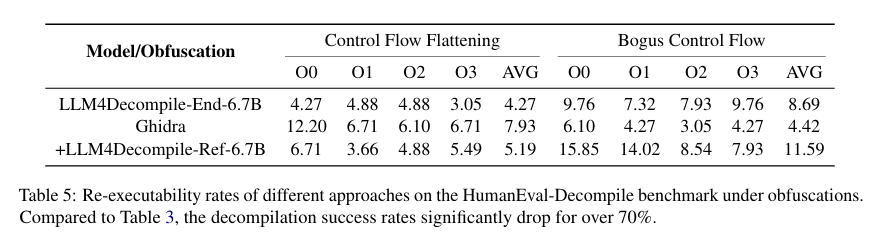 Model/Obfuscation Control Flow Flattening Bogus Control Flow
O0 O1 O2 O3 AVG O0 O1 O2 O3 AVG
LLM4Decompile-End-6.7B 4.27 4.88 4.88 3.05 4.27 9.76 7.32 7.93 9.76 8.69
Ghidra 12.20 6.71 6.10 6.71 7.93 6.10 4.27 3.05 4.27 4.42
+LLM4Decompile-Ref-6.7B 6.71 3.66 4.88 5.49 5.19 15.85 14.02 8.54 7.93 11.59
Table 5: Re-executability rates of different approaches on the HumanEval-Decompile benchmark under obfuscations.
Compared to Table 3, the decompilation success rates significantly drop for over 70%.